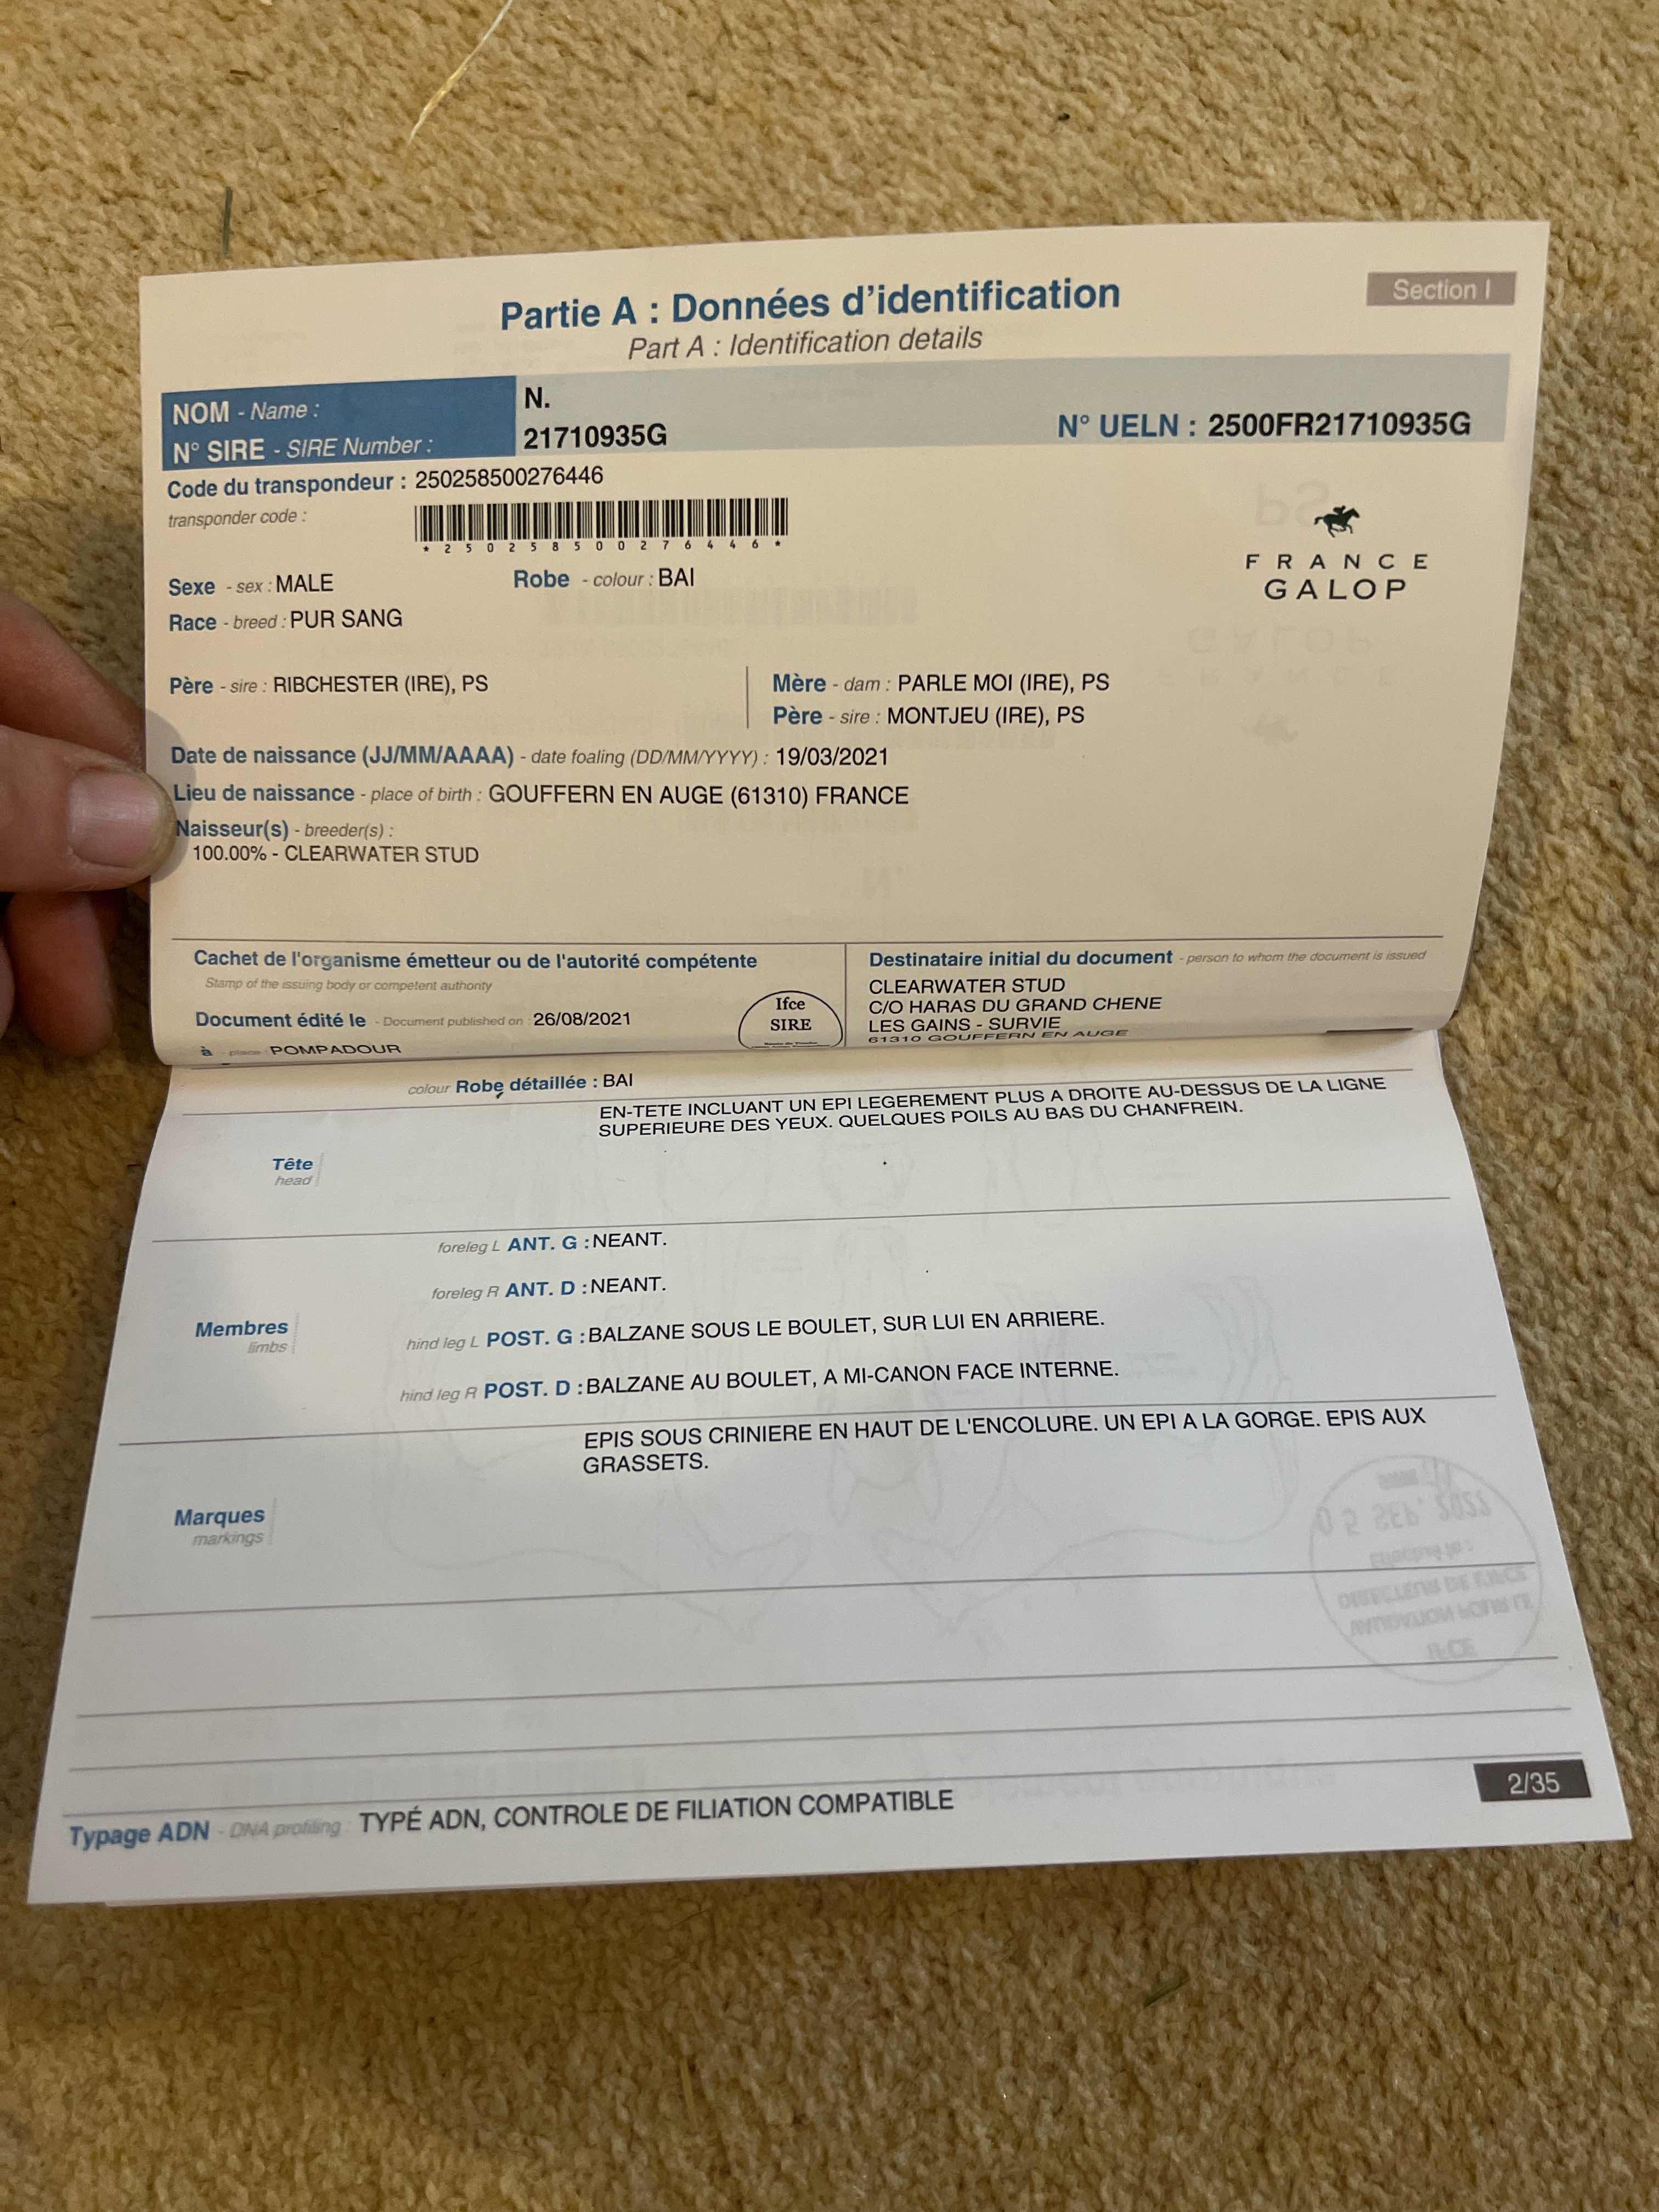 Partie A : Données d'identification
Section I
Part A : Identification details
NOM - Name :
N.
N° SIRE - SIRE Number :
21710935G
N° UELN : 2500FR21710935G
Code du transpondeur : 250258500276446
transponder code :
*250258500276446*
FRANCE
GALOP
Sexe - sex : MALE
Robe - colour : BAI
Race - breed : PUR SANG
Père - sire : RIBCHESTER (IRE), PS
Mère - dam : PARLE MOI (IRE), PS
Père - sire : MONTJEU (IRE), PS
Date de naissance (JJ/MM/AAAA) - date foaling (DD/MM/YYYY) : 19/03/2021
Lieu de naissance - place of birth : GOUFFERN EN AUGE (61310) FRANCE
Naisseur(s) - breeder(s) :
100.00% - CLEARWATER STUD
Cachet de l'organisme émetteur ou de l'autorité compétente
Stamp of the issuing body or competent authority
Document édité le - Document published on : 26/08/2021
à - place : POMPADOUR
Ifce
SIRE
Destinataire initial du document - person to whom the document is issued
CLEARWATER STUD
C/O HARAS DU GRAND CHENE
LES GAINS - SURVIE
61310 GOUFFERN EN AUGE
colour Robe détaillée : BAI
Tête
head
EN-TETE INCLUANT UN EPI LEGEREMENT PLUS A DROITE AU-DESSUS DE LA LIGNE
SUPERIEURE DES YEUX. QUELQUES POILS AU BAS DU CHANFREIN.
Membres
limbs
foreleg L ANT. G : NEANT.
foreleg R ANT. D : NEANT.
hind leg L POST. G : BALZANE SOUS LE BOULET, SUR LUI EN ARRIERE.
hind leg R POST. D : BALZANE AU BOULET, A MI-CANON FACE INTERNE.
Marques
markings
EPIS SOUS CRINIERE EN HAUT DE L'ENCOLURE. UN EPI A LA GORGE. EPIS AUX
GRASSETS.
Typage ADN - DNA profiling : TYPÉ ADN, CONTROLE DE FILIATION COMPATIBLE
2/35